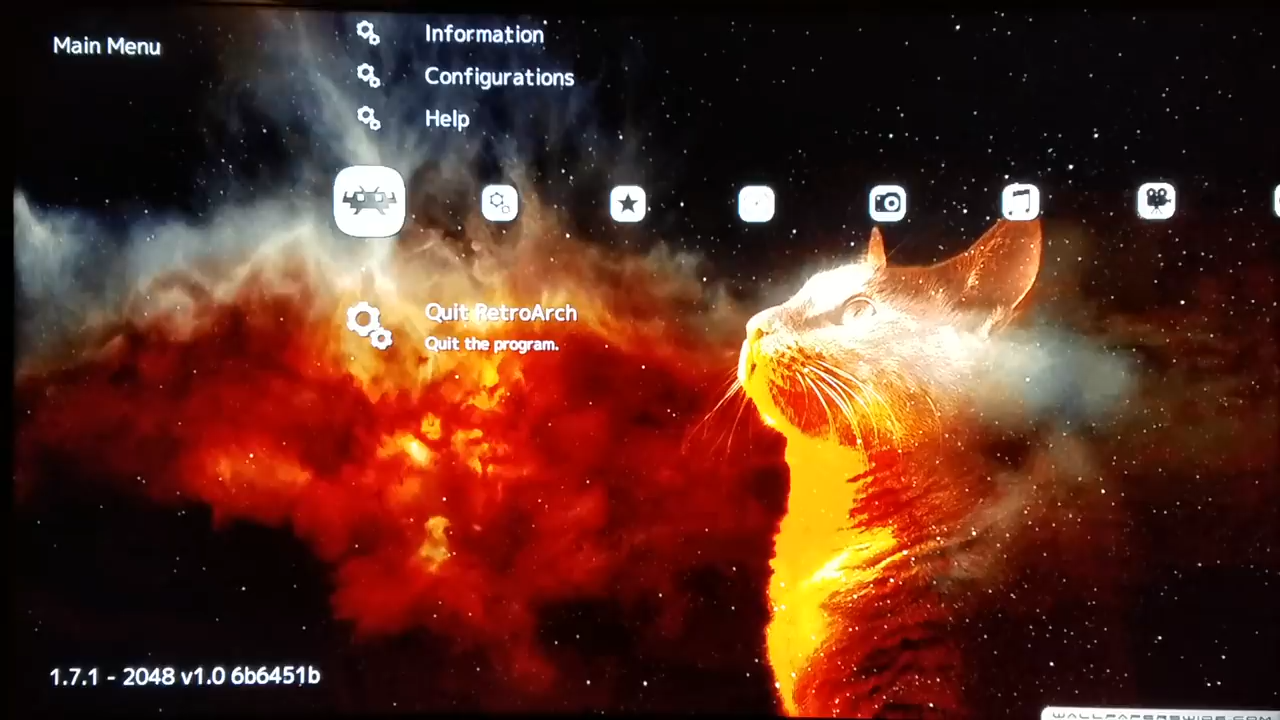 Main Menu
Information
Configurations
Help
Quit RetroArch
Quit the program.
1.7.1 - 2048 v1.0 6b6451b